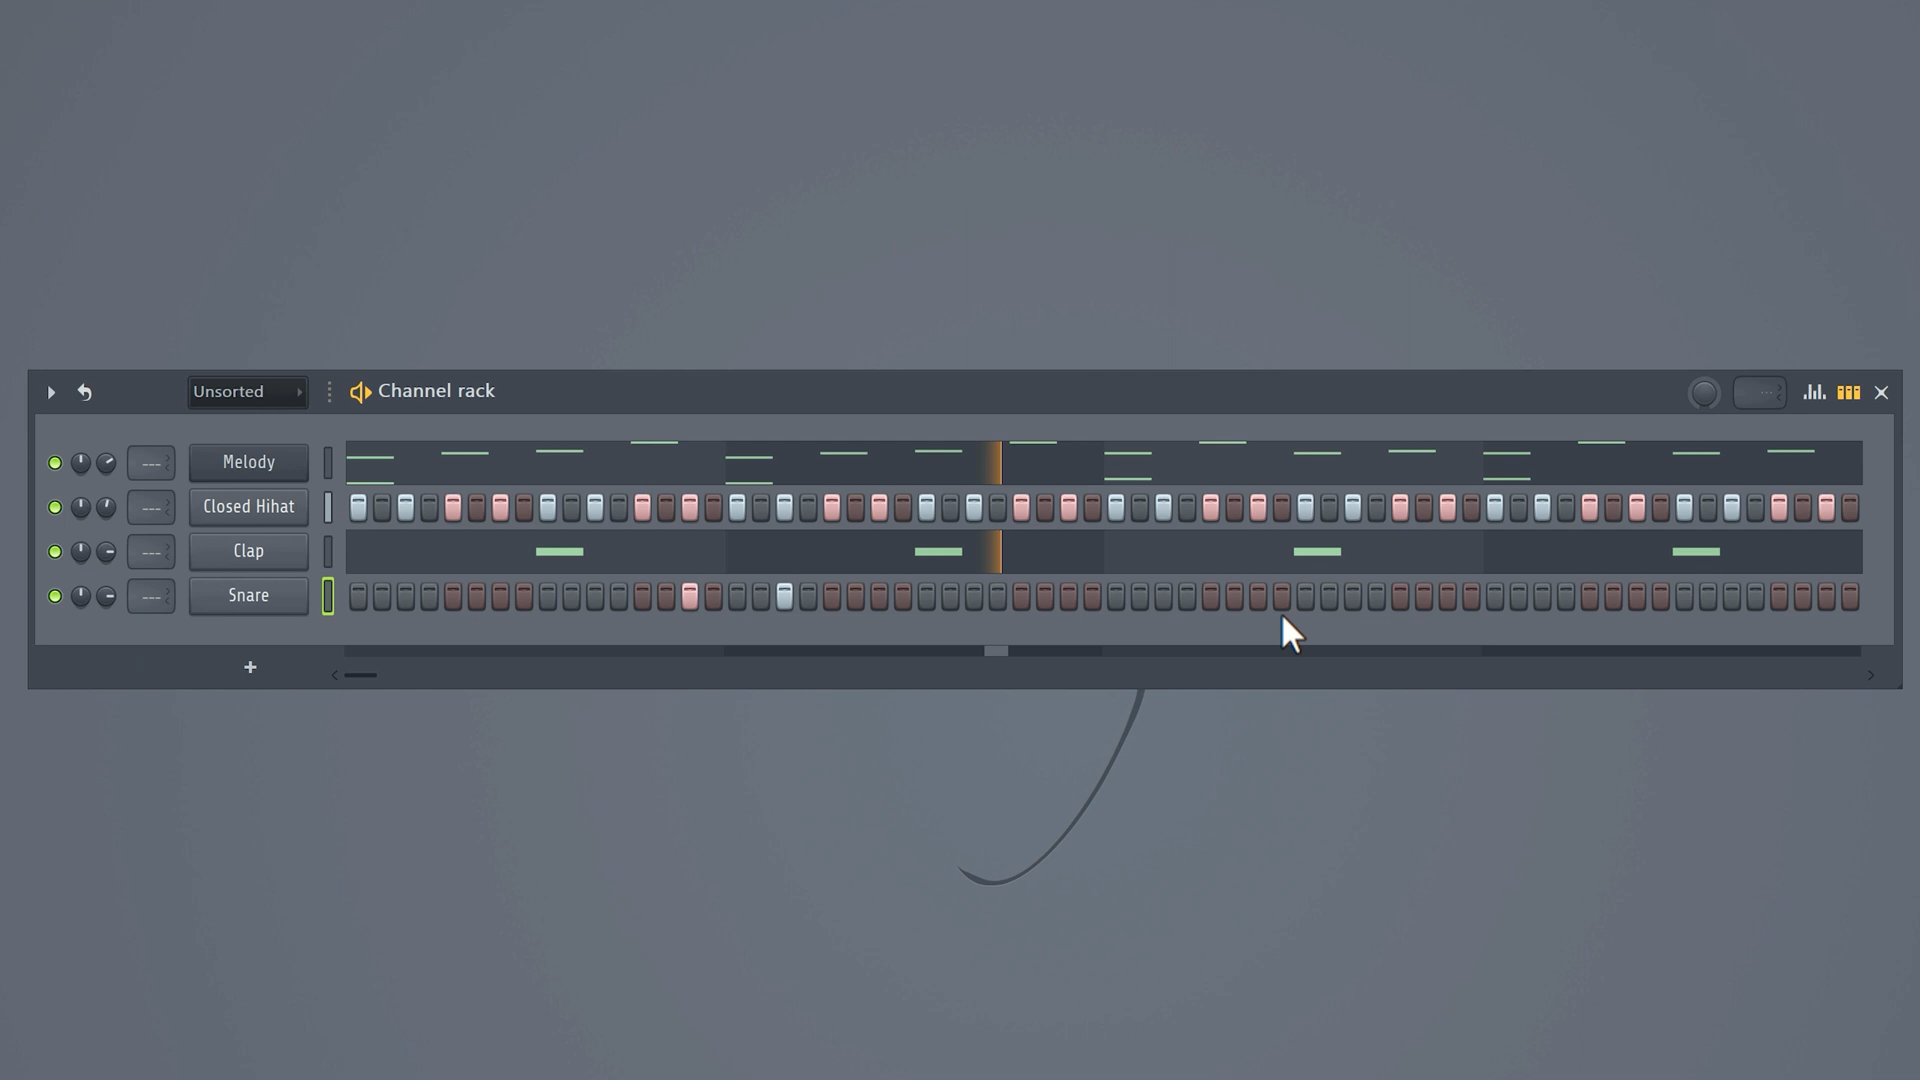 Unsorted
Channel rack
--- Melody
--- Closed Hihat
--- Clap
--- Snare
+